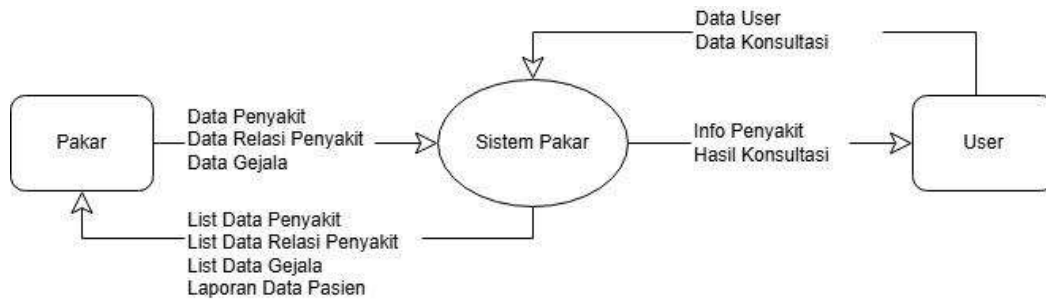 Data User
Data Konsultasi
Pakar
Data Penyakit
Data Relasi Penyakit
Data Gejala
Sistem Pakar
Info Penyakit
Hasil Konsultasi
User
List Data Penyakit
List Data Relasi Penyakit
List Data Gejala
Laporan Data Pasien